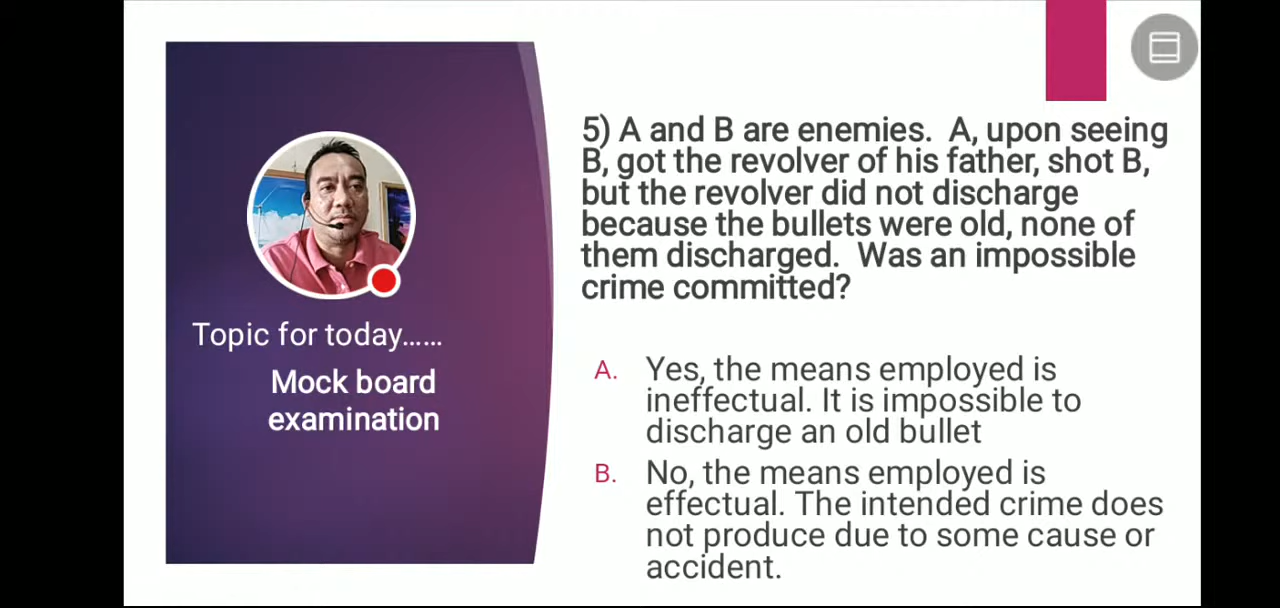 Topic for today......
Mock board
examination
5) A and B are enemies.  A, upon seeing
B, got the revolver of his father, shot B,
but the revolver did not discharge
because the bullets were old, none of
them discharged.  Was an impossible
crime committed?
A. Yes, the means employed is
ineffectual. It is impossible to
discharge an old bullet
B. No, the means employed is
effectual. The intended crime does
not produce due to some cause or
accident.